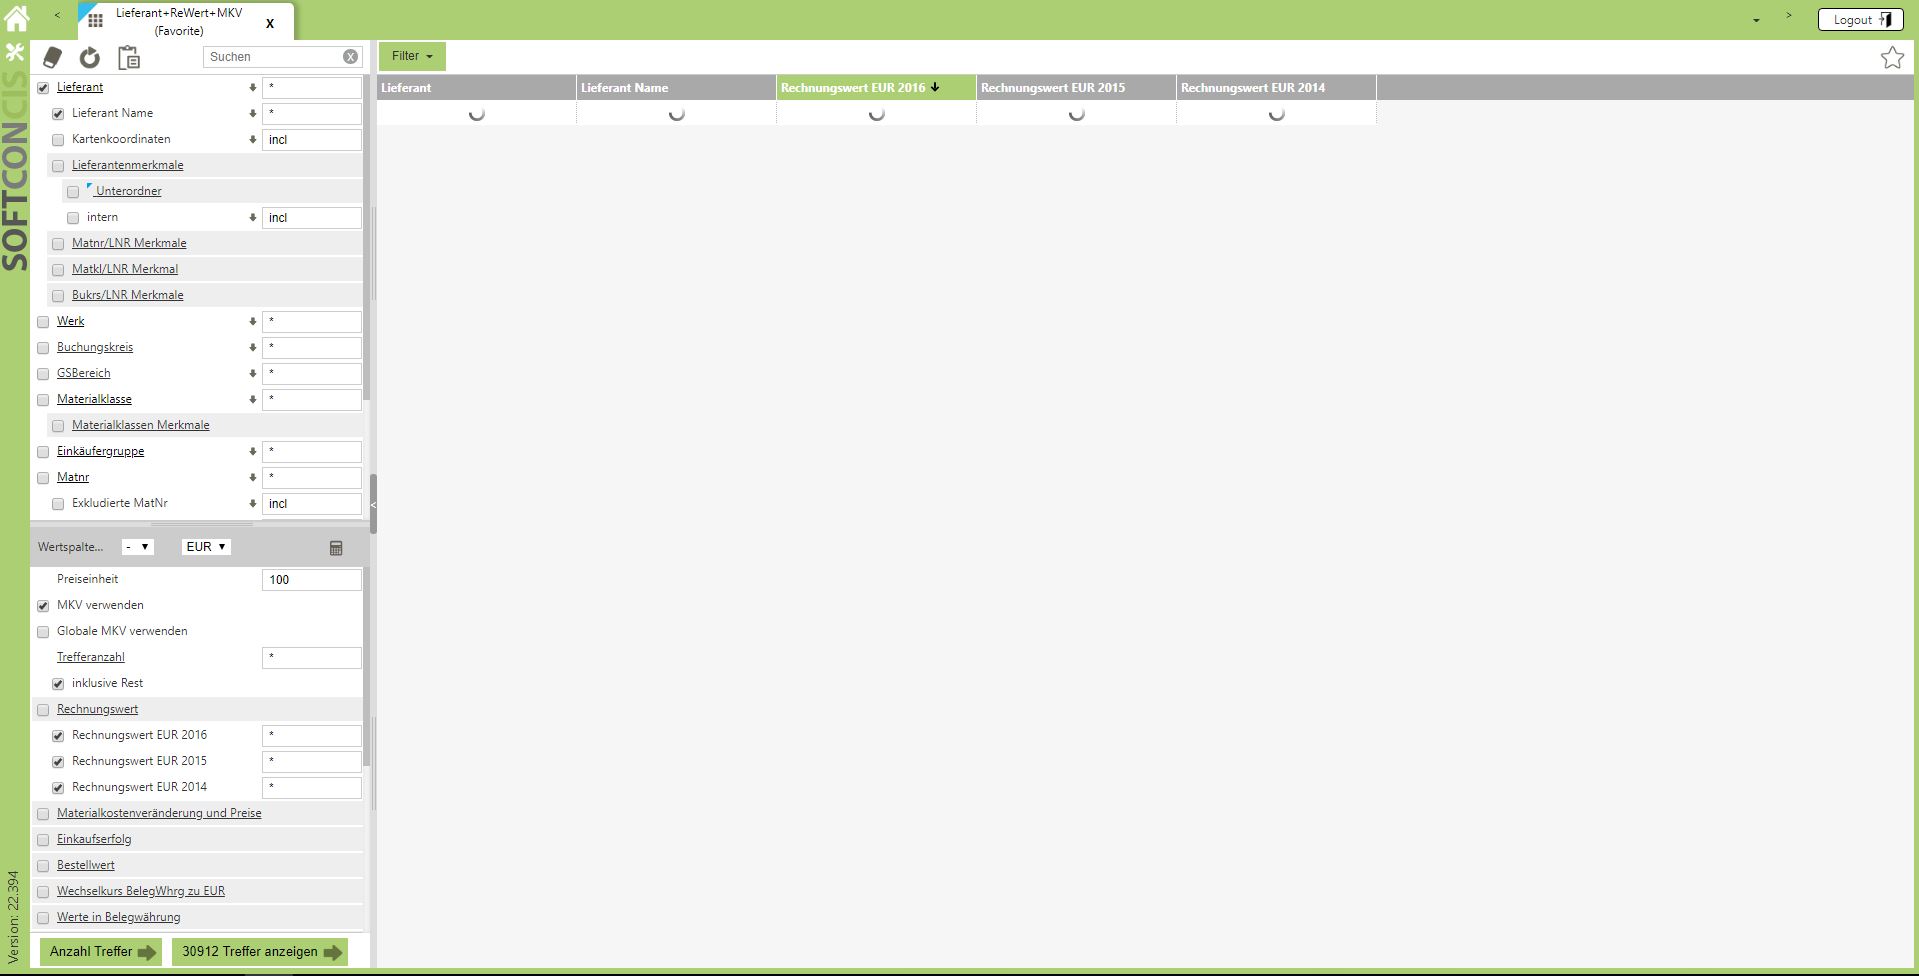 <
Lieferant+ReWert+MKV
(Favorite)
X
>
Logout
SOFTCONCIS
Suchen
Filter
Lieferant
*
Lieferant Name
*
Kartenkoordinaten
incl
Lieferantenmerkmale
Unterordner
intern
incl
Matnr/LNR Merkmale
Matkl/LNR Merkmal
Bukrs/LNR Merkmale
Werk
*
Buchungskreis
*
GSBereich
*
Materialklasse
*
Materialklassen Merkmale
Einkäufergruppe
*
Matnr
*
Exkludierte MatNr
incl
<
Wertspalte...
-
EUR
Preiseinheit
100
MKV verwenden
Globale MKV verwenden
Trefferanzahl
*
inklusive Rest
Rechnungswert
Rechnungswert EUR 2016
*
Rechnungswert EUR 2015
*
Rechnungswert EUR 2014
*
Materialkostenveränderung und Preise
Einkaufserfolg
Bestellwert
Wechselkurs BelegWhrg zu EUR
Werte in Belegwährung
Anzahl Treffer
30912 Treffer anzeigen
Version: 22.394
Lieferant
Lieferant Name
Rechnungswert EUR 2016
Rechnungswert EUR 2015
Rechnungswert EUR 2014